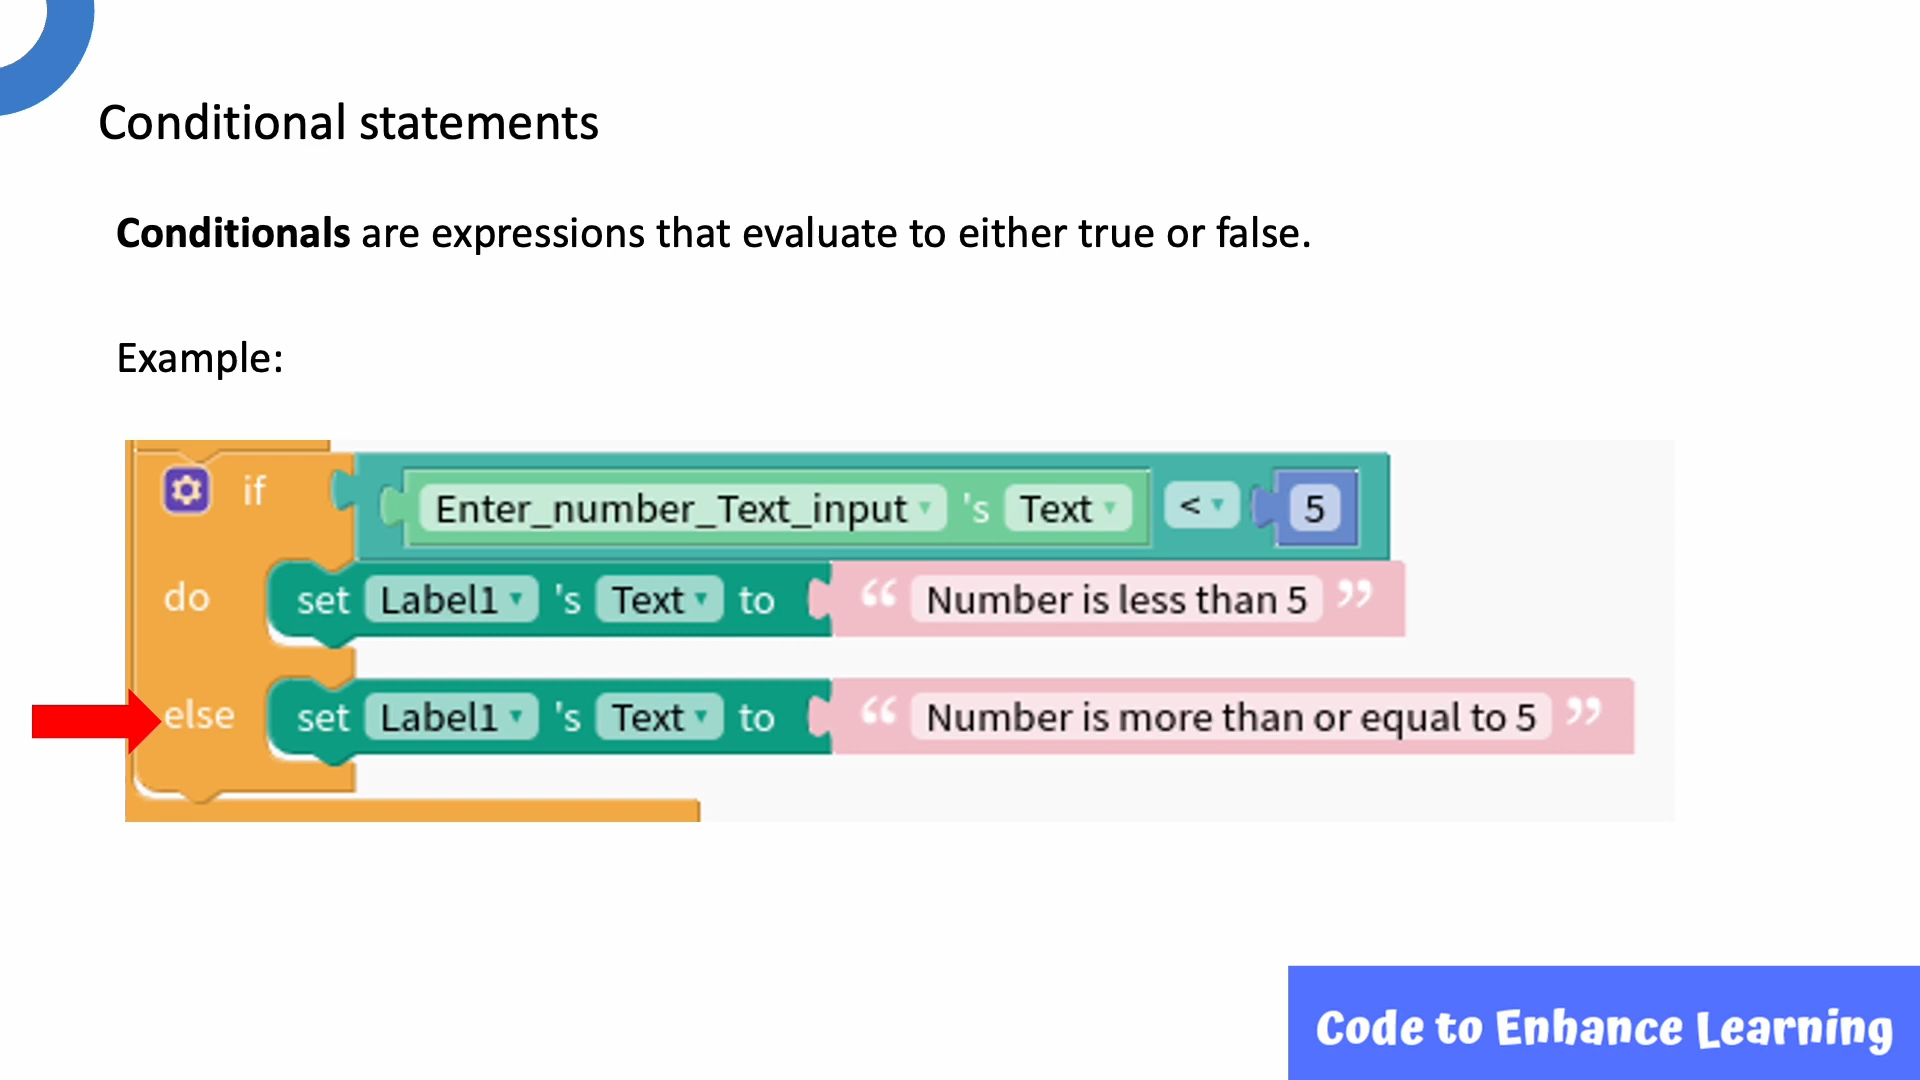 Conditional statements
Conditionals are expressions that evaluate to either true or false.
Example:
if Enter_number_Text_input 's Text < 5
do set Label1 's Text to “ Number is less than 5 ”
else set Label1 's Text to “ Number is more than or equal to 5 ”
Code to Enhance Learning